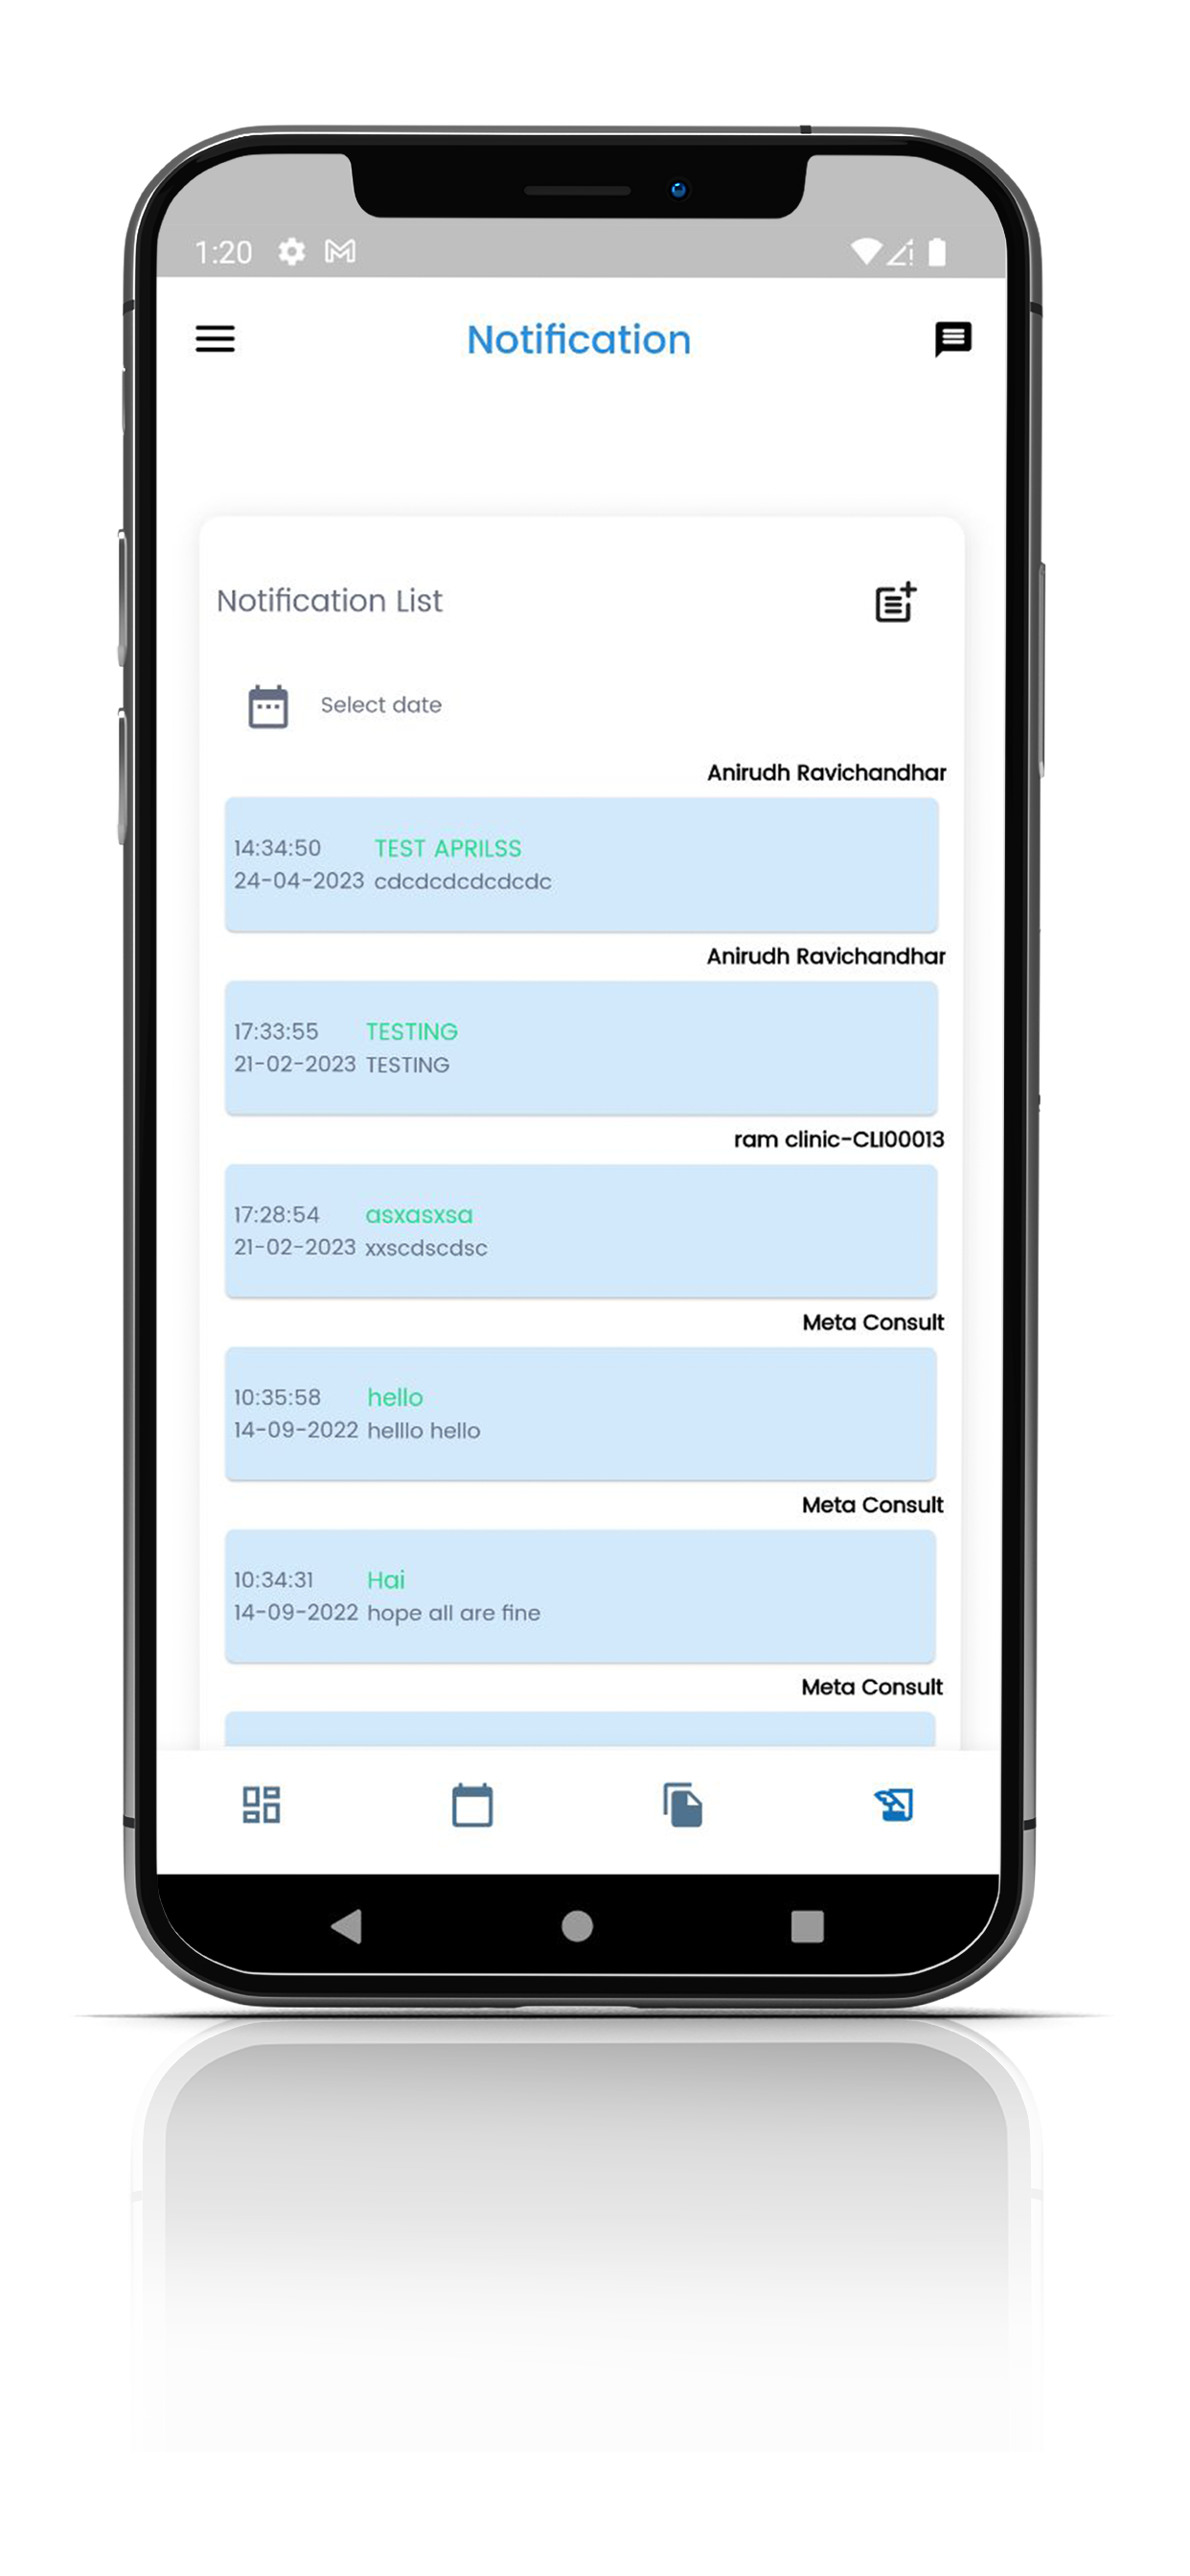 1:20
Notification
Notification List
Select date
Anirudh Ravichandhar
14:34:50 TEST APRILSS
24-04-2023 cdcdcdcdcdcdc
Anirudh Ravichandhar
17:33:55 TESTING
21-02-2023 TESTING
ram clinic-CLI00013
17:28:54 asxasxsa
21-02-2023 xxscdscdsc
Meta Consult
10:35:58 hello
14-09-2022 helllo hello
Meta Consult
10:34:31 Hai
14-09-2022 hope all are fine
Meta Consult